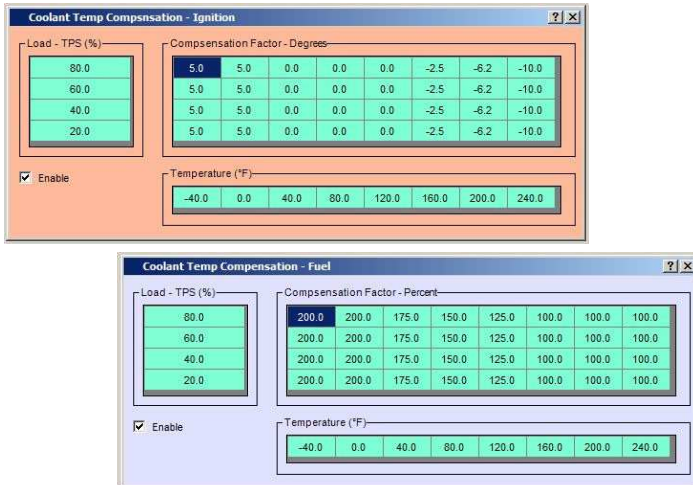 Coolant Temp Compsnsation - Ignition
Load - TPS (%)
Compsensation Factor - Degrees
80.0 5.0 5.0 0.0 0.0 0.0 -2.5 -6.2 -10.0
60.0 5.0 5.0 0.0 0.0 0.0 -2.5 -6.2 -10.0
40.0 5.0 5.0 0.0 0.0 0.0 -2.5 -6.2 -10.0
20.0 5.0 5.0 0.0 0.0 0.0 -2.5 -6.2 -10.0
Enable
Temperature (°F)
-40.0 0.0 40.0 80.0 120.0 160.0 200.0 240.0
Coolant Temp Compensation - Fuel
Load - TPS (%)
Compsensation Factor - Percent
80.0 200.0 200.0 175.0 150.0 125.0 100.0 100.0 100.0
60.0 200.0 200.0 175.0 150.0 125.0 100.0 100.0 100.0
40.0 200.0 200.0 175.0 150.0 125.0 100.0 100.0 100.0
20.0 200.0 200.0 175.0 150.0 125.0 100.0 100.0 100.0
Enable
Temperature (°F)
-40.0 0.0 40.0 80.0 120.0 160.0 200.0 240.0